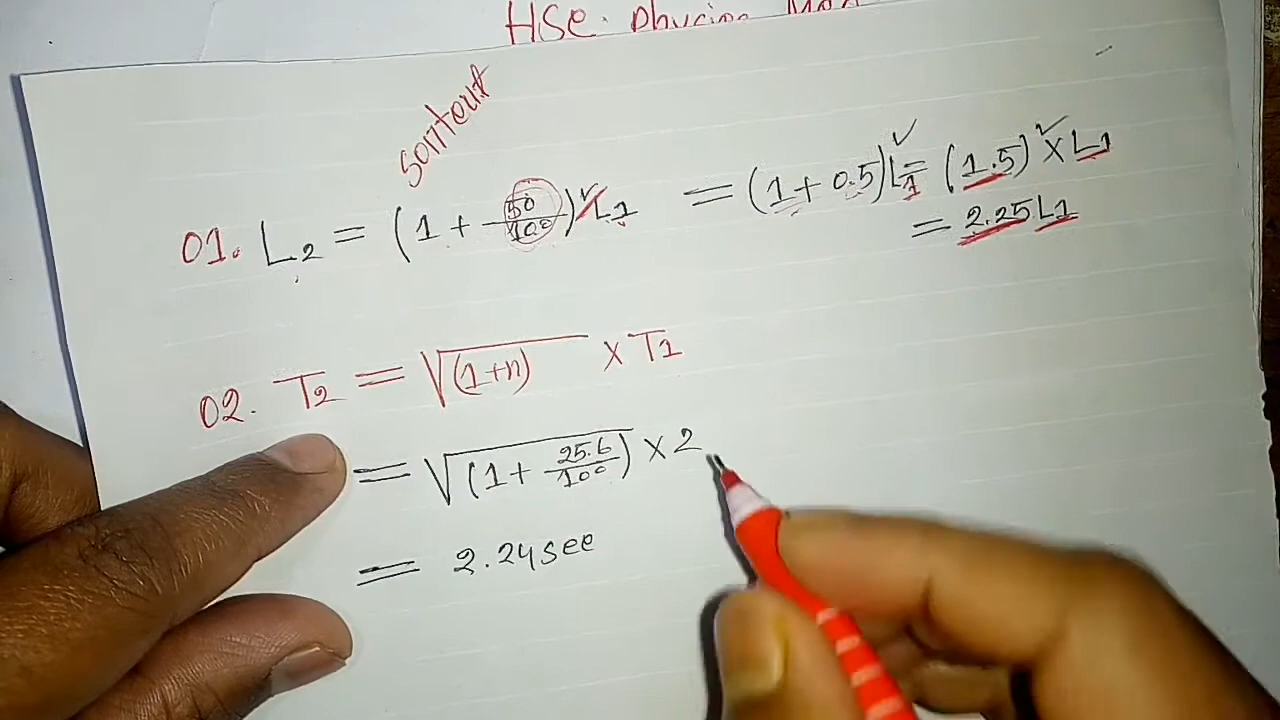 HSC. Physics
sortout
01. L₂ = (1 + 50/100)² L₁ = (1 + 0.5)² L₁ = (1.5)² × L₁
= 2.25 L₁
02. T₂ = √(1+n) × T₁
= √(1 + 25.6/100) × 2
= 2.24 sec